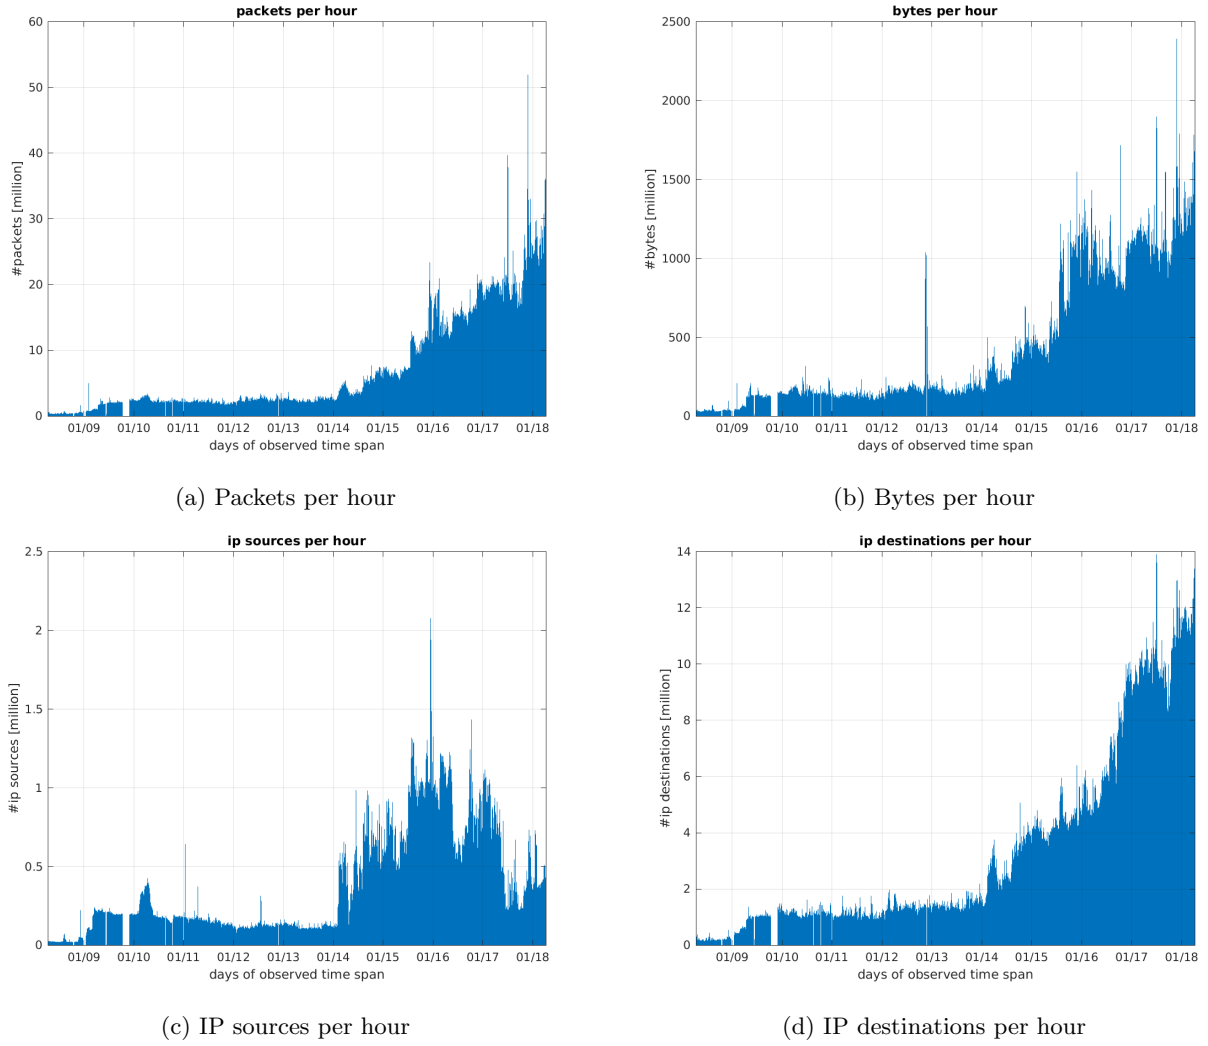 packets per hour
60
50
40
30
20
10
0
#packets [million]
01/09 01/10 01/11 01/12 01/13 01/14 01/15 01/16 01/17 01/18
days of observed time span
(a) Packets per hour
bytes per hour
2500
2000
1500
1000
500
0
#bytes [million]
01/09 01/10 01/11 01/12 01/13 01/14 01/15 01/16 01/17 01/18
days of observed time span
(b) Bytes per hour
ip sources per hour
2.5
2
1.5
1
0.5
0
#ip sources [million]
01/09 01/10 01/11 01/12 01/13 01/14 01/15 01/16 01/17 01/18
days of observed time span
(c) IP sources per hour
ip destinations per hour
14
12
10
8
6
4
2
0
#ip destinations [million]
01/09 01/10 01/11 01/12 01/13 01/14 01/15 01/16 01/17 01/18
days of observed time span
(d) IP destinations per hour